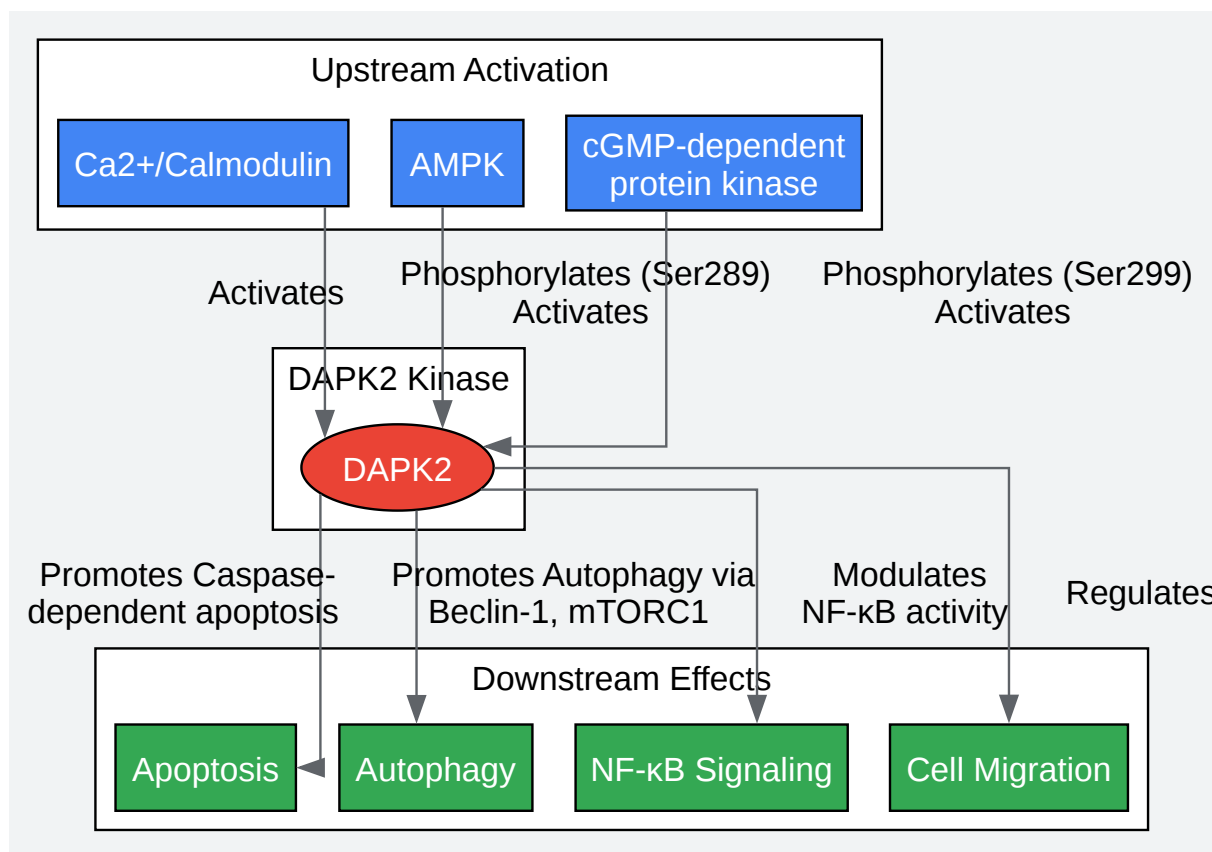 Upstream Activation
Ca2+/Calmodulin
AMPK
cGMP-dependent
protein kinase
Activates
Phosphorylates (Ser289)
Activates
Phosphorylates (Ser299)
Activates
DAPK2 Kinase
DAPK2
Promotes Caspase-
dependent apoptosis
Promotes Autophagy via
Beclin-1, mTORC1
Modulates
NF-κB activity
Regulates
Downstream Effects
Apoptosis
Autophagy
NF-κB Signaling
Cell Migration